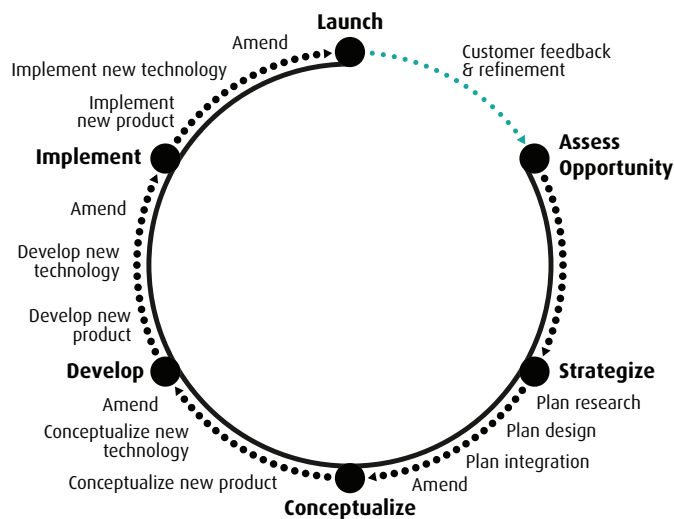 Launch
Customer feedback
& refinement
Assess
Opportunity
Strategize
Plan research
Plan design
Plan integration
Amend
Conceptualize
Conceptualize new product
Conceptualize new
technology
Amend
Develop
Develop new
product
Develop new
technology
Amend
Implement
Implement
new product
Implement new technology
Amend